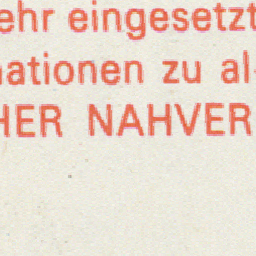 ehr eingesetzt
ationen zu al-
HER NAHVER